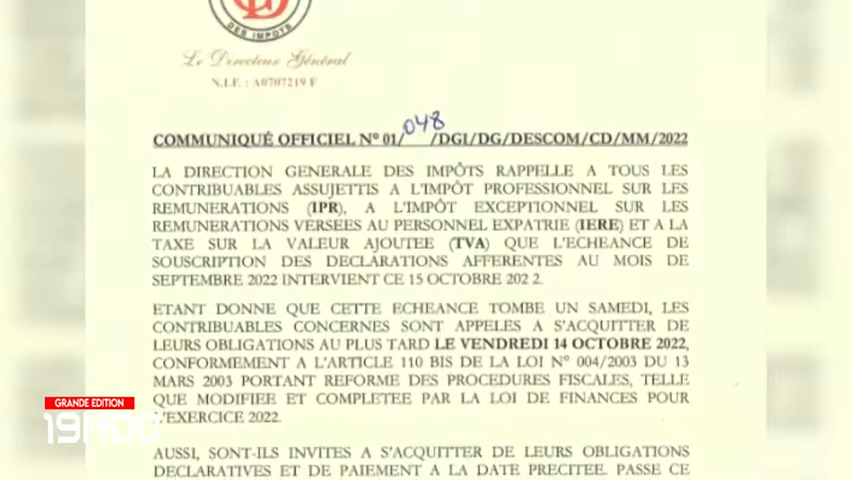 DES IMPÔTS
Le Directeur Général
N.I.F. : A0707219 F
COMMUNIQUÉ OFFICIEL N° 01/048/DGI/DG/DESCOM/CD/MM/2022
LA DIRECTION GENERALE DES IMPÔTS RAPPELLE A TOUS LES
CONTRIBUABLES ASSUJETTIS A L'IMPÔT PROFESSIONNEL SUR LES
REMUNERATIONS (IPR), A L'IMPÔT EXCEPTIONNEL SUR LES
REMUNERATIONS VERSEES AU PERSONNEL EXPATRIE (IERE) ET A LA
TAXE SUR LA VALEUR AJOUTEE (TVA) QUE L'ECHEANCE DE
SOUSCRIPTION DES DECLARATIONS AFFERENTES AU MOIS DE
SEPTEMBRE 2022 INTERVIENT CE 15 OCTOBRE 202 2.
ETANT DONNE QUE CETTE ECHEANCE TOMBE UN SAMEDI, LES
CONTRIBUABLES CONCERNES SONT APPELES A S'ACQUITTER DE
LEURS OBLIGATIONS AU PLUS TARD LE VENDREDI 14 OCTOBRE 2022,
CONFORMEMENT A L'ARTICLE 110 BIS DE LA LOI N° 004/2003 DU 13
MARS 2003 PORTANT REFORME DES PROCEDURES FISCALES, TELLE
QUE MODIFIEE ET COMPLETEE PAR LA LOI DE FINANCES POUR
L'EXERCICE 2022.
AUSSI, SONT-ILS INVITES A S'ACQUITTER DE LEURS OBLIGATIONS
DECLARATIVES ET DE PAIEMENT A LA DATE PRECITEE. PASSE CE
GRANDE EDITION
19H00